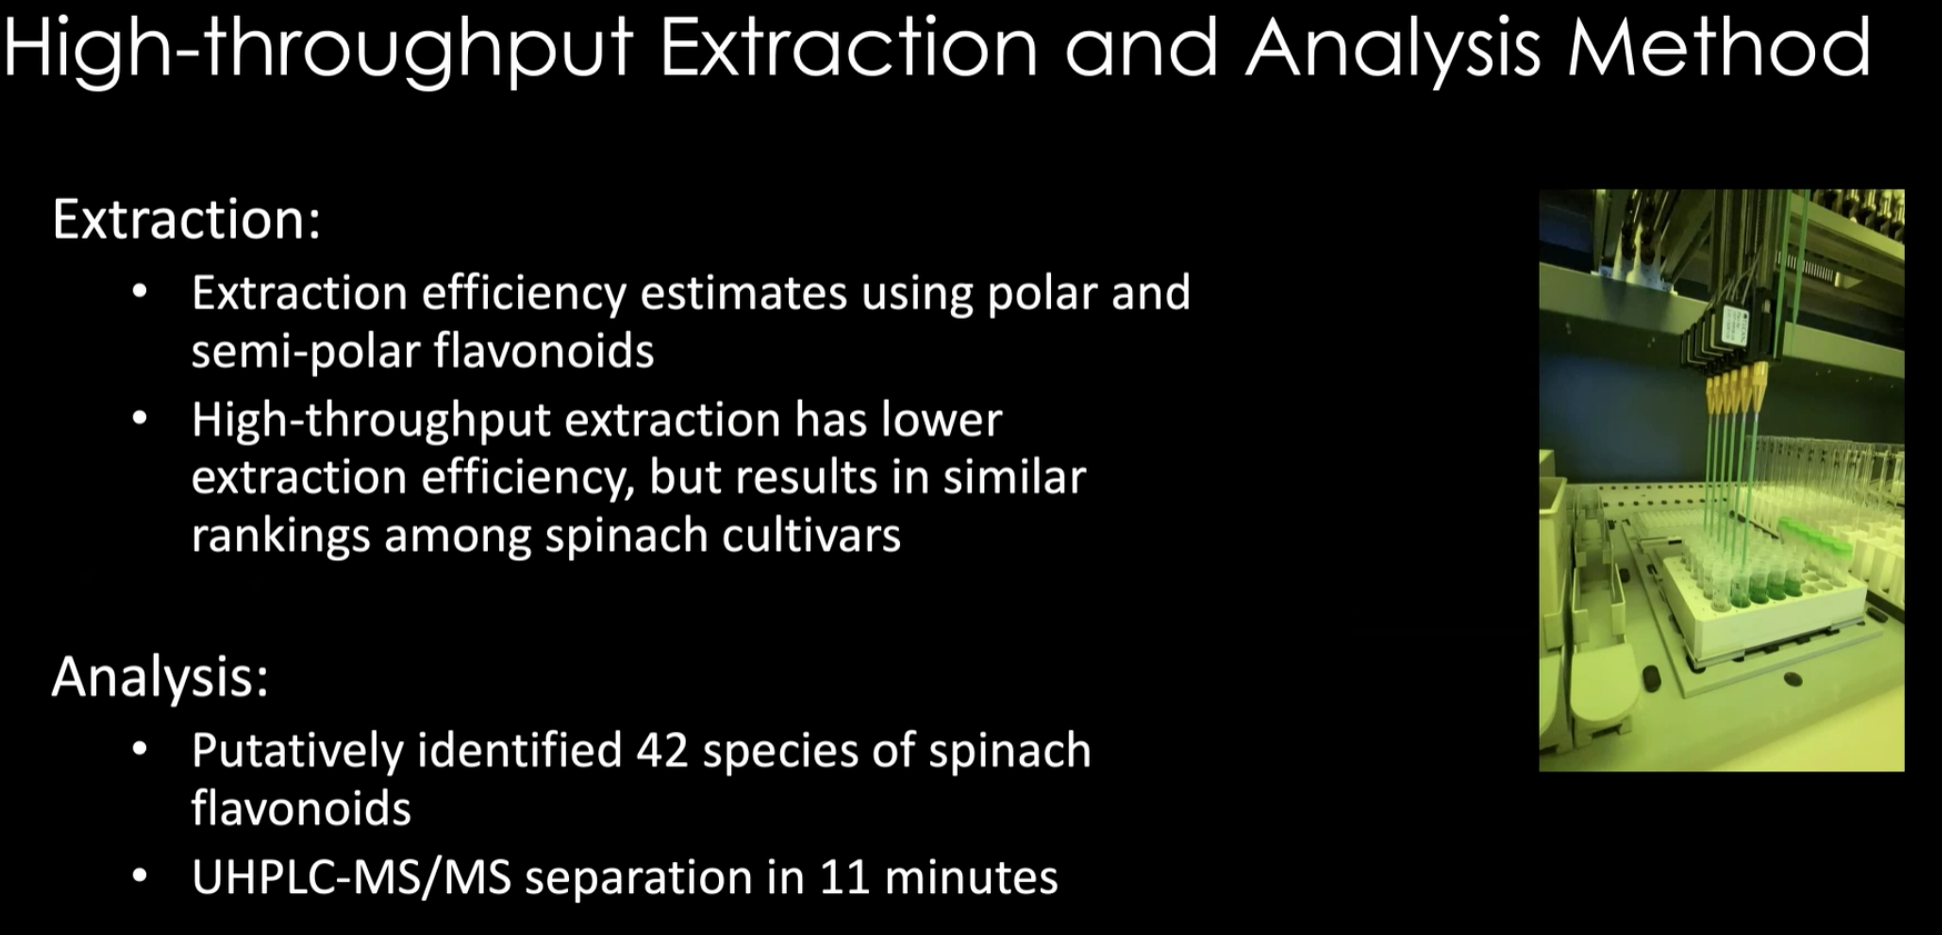 High-throughput Extraction and Analysis Method
Extraction:
• Extraction efficiency estimates using polar and
semi-polar flavonoids
• High-throughput extraction has lower
extraction efficiency, but results in similar
rankings among spinach cultivars
Analysis:
• Putatively identified 42 species of spinach
flavonoids
• UHPLC-MS/MS separation in 11 minutes